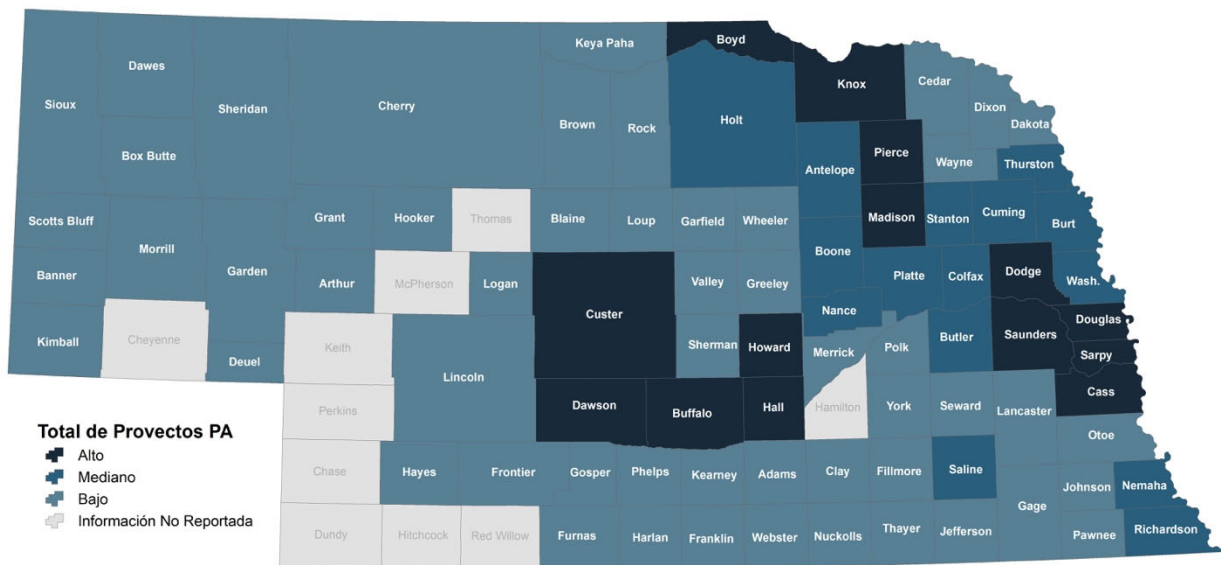 Boyd
Keya Paha
Knox
Cedar
Dawes
Dixon
Sioux
Sheridan
Cherry
Holt
Dakota
Brown
Rock
Pierce
Box Butte
Wayne
Thurston
Antelope
Scotts Bluff
Grant
Hooker
Thomas
Blaine
Loup
Garfield
Wheeler
Madison
Stanton
Cuming
Burt
Morrill
Boone
Banner
Garden
Arthur
McPherson
Logan
Valley
Greeley
Platte
Colfax
Dodge
Wash.
Custer
Nance
Douglas
Kimball
Cheyenne
Keith
Sherman
Howard
Merrick
Polk
Butler
Saunders
Sarpy
Deuel
Lincoln
Cass
Perkins
Dawson
Buffalo
Hall
Hamilton
York
Seward
Lancaster
Otoe
Chase
Hayes
Frontier
Gosper
Phelps
Kearney
Adams
Clay
Fillmore
Saline
Johnson
Nemaha
Gage
Dundy
Hitchcock
Red Willow
Furnas
Harlan
Franklin
Webster
Nuckolls
Thayer
Jefferson
Pawnee
Richardson
Total de Provectos PA
Alto
Mediano
Bajo
Información No Reportada